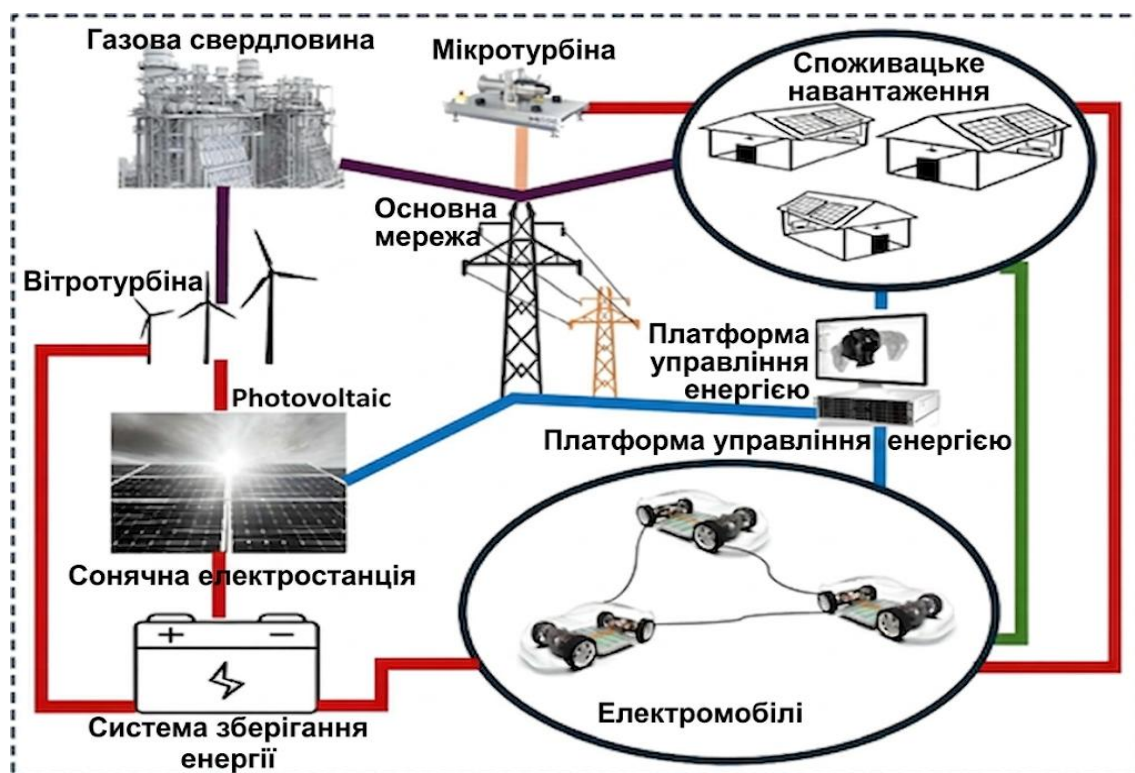 Газова свердловина
Мікротурбіна
Споживацьке
навантаження
Основна
мережа
Вітротурбіна
Платформа
управління
енергією
Photovoltaic
Платформа управління енергією
Сонячна електростанція
Система зберігання
енергії
Електромобілі